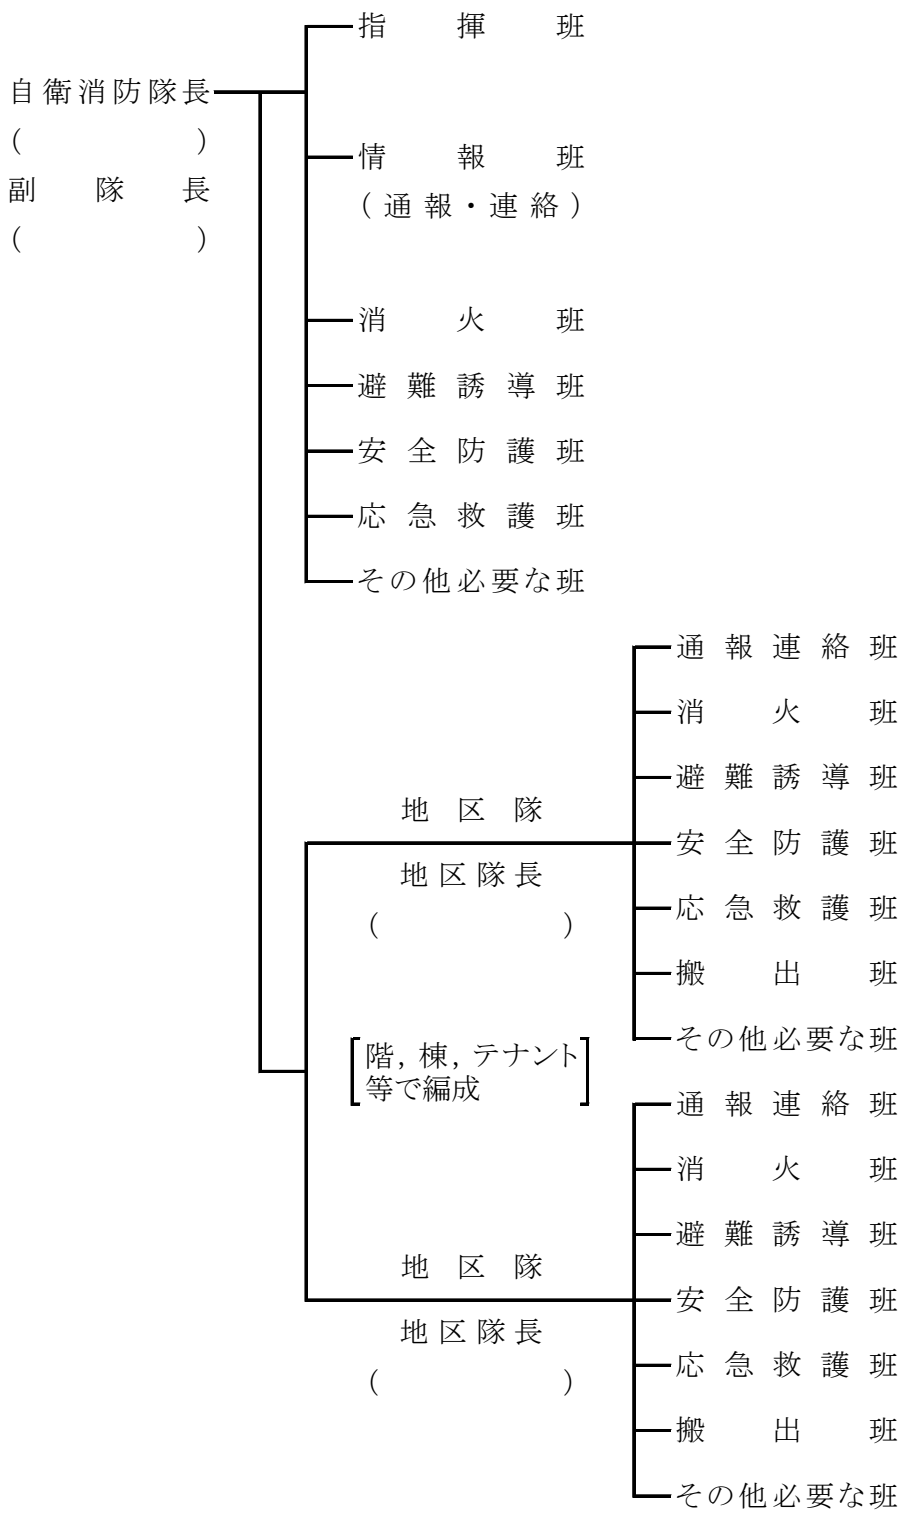 自衛消防隊長
(　　　　　)
副隊長
(　　　　　)
指揮班
情報班
(通報・連絡)
消火班
避難誘導班
安全防護班
応急救護班
その他必要な班
地区隊
地区隊長
(　　　　　)
通報連絡班
消火班
避難誘導班
安全防護班
応急救護班
搬出班
その他必要な班
階，棟，テナント
等で編成
地区隊
地区隊長
(　　　　　)
通報連絡班
消火班
避難誘導班
安全防護班
応急救護班
搬出班
その他必要な班